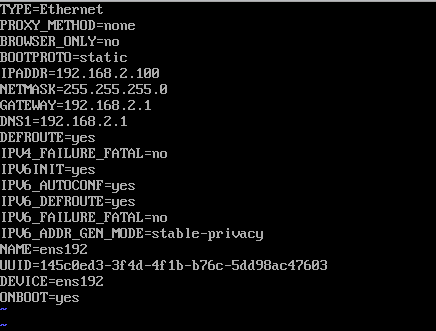 TYPE=Ethernet
PROXY_METHOD=none
BROWSER_ONLY=no
BOOTPROTO=static
IPADDR=192.168.2.100
NETMASK=255.255.255.0
GATEWAY=192.168.2.1
DNS1=192.168.2.1
DEFROUTE=yes
IPV4_FAILURE_FATAL=no
IPV6INIT=yes
IPV6_AUTOCONF=yes
IPV6_DEFROUTE=yes
IPV6_FAILURE_FATAL=no
IPV6_ADDR_GEN_MODE=stable-privacy
NAME=ens192
UUID=145c0ed3-3f4d-4f1b-b76c-5dd98ac47603
DEVICE=ens192
ONBOOT=yes
~
~